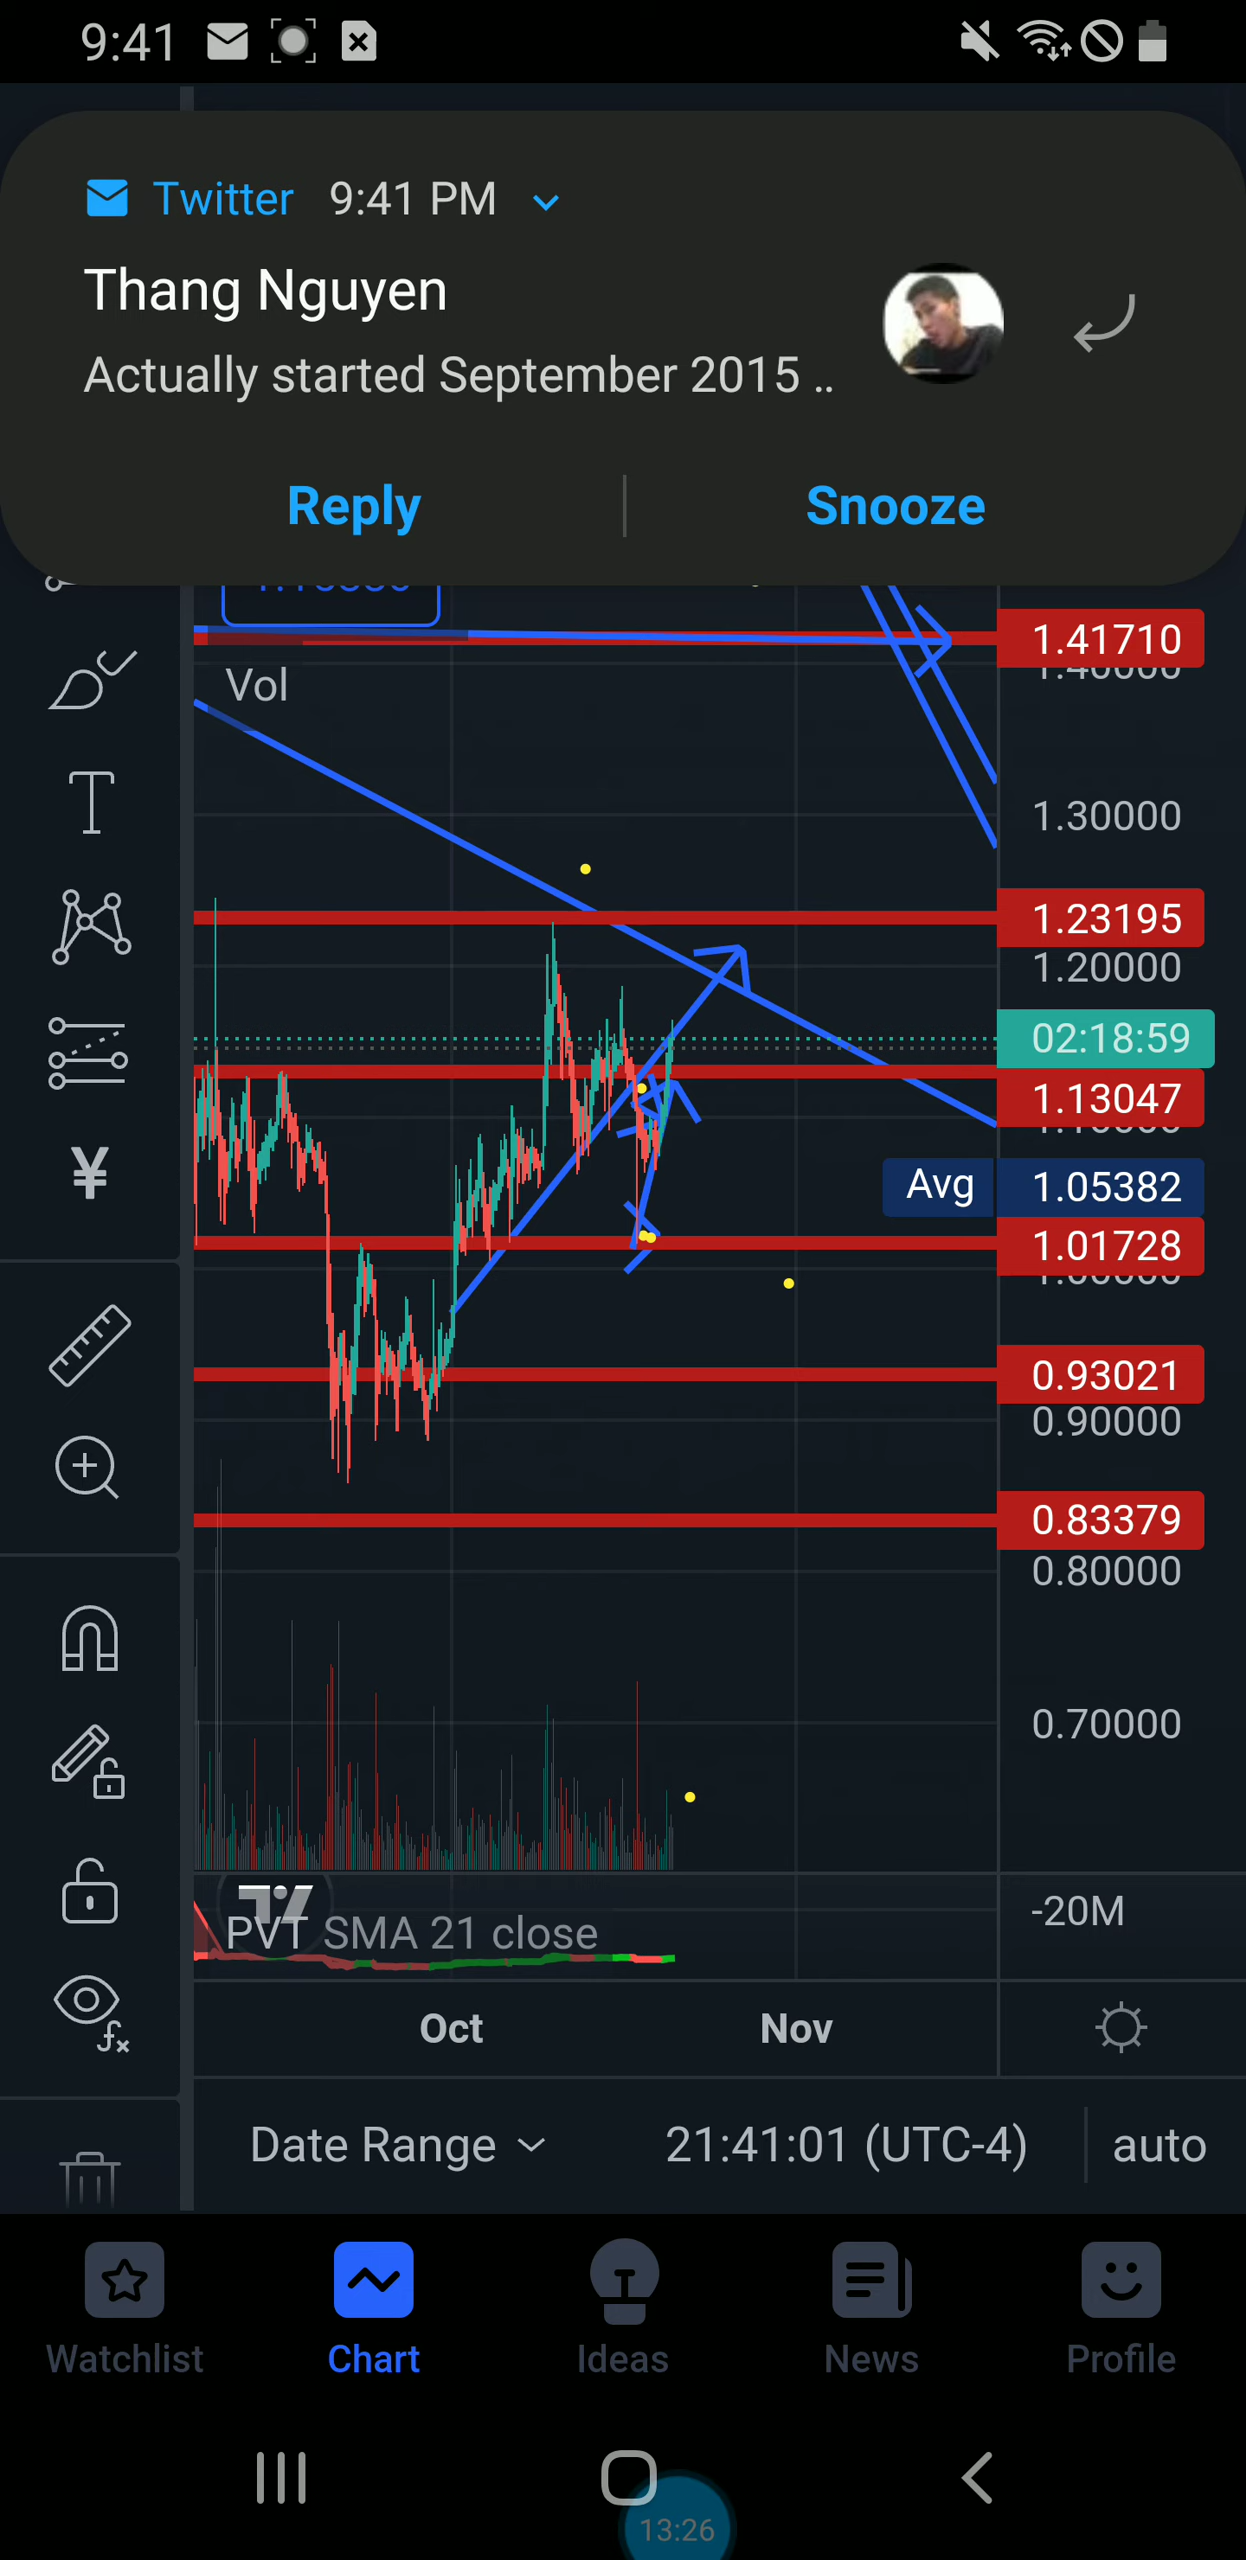 9:41
Twitter 9:41 PM
Thang Nguyen
Actually started September 2015 ..
Reply
Snooze
1.41710
Vol
1.30000
1.23195
1.20000
02:18:59
1.13047
Avg 1.05382
1.01728
0.93021
0.90000
0.83379
0.80000
0.70000
-20M
PVT SMA 21 close
Oct
Nov
Date Range
21:41:01 (UTC-4)
auto
Watchlist
Chart
Ideas
News
Profile
13:26